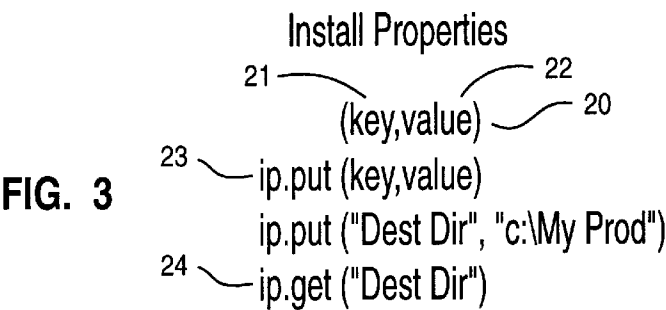 Install Properties
21 22
(key,value) 20
23 ip.put (key,value)
FIG. 3
ip.put ("Dest Dir", "c:\My Prod")
24 ip.get ("Dest Dir")